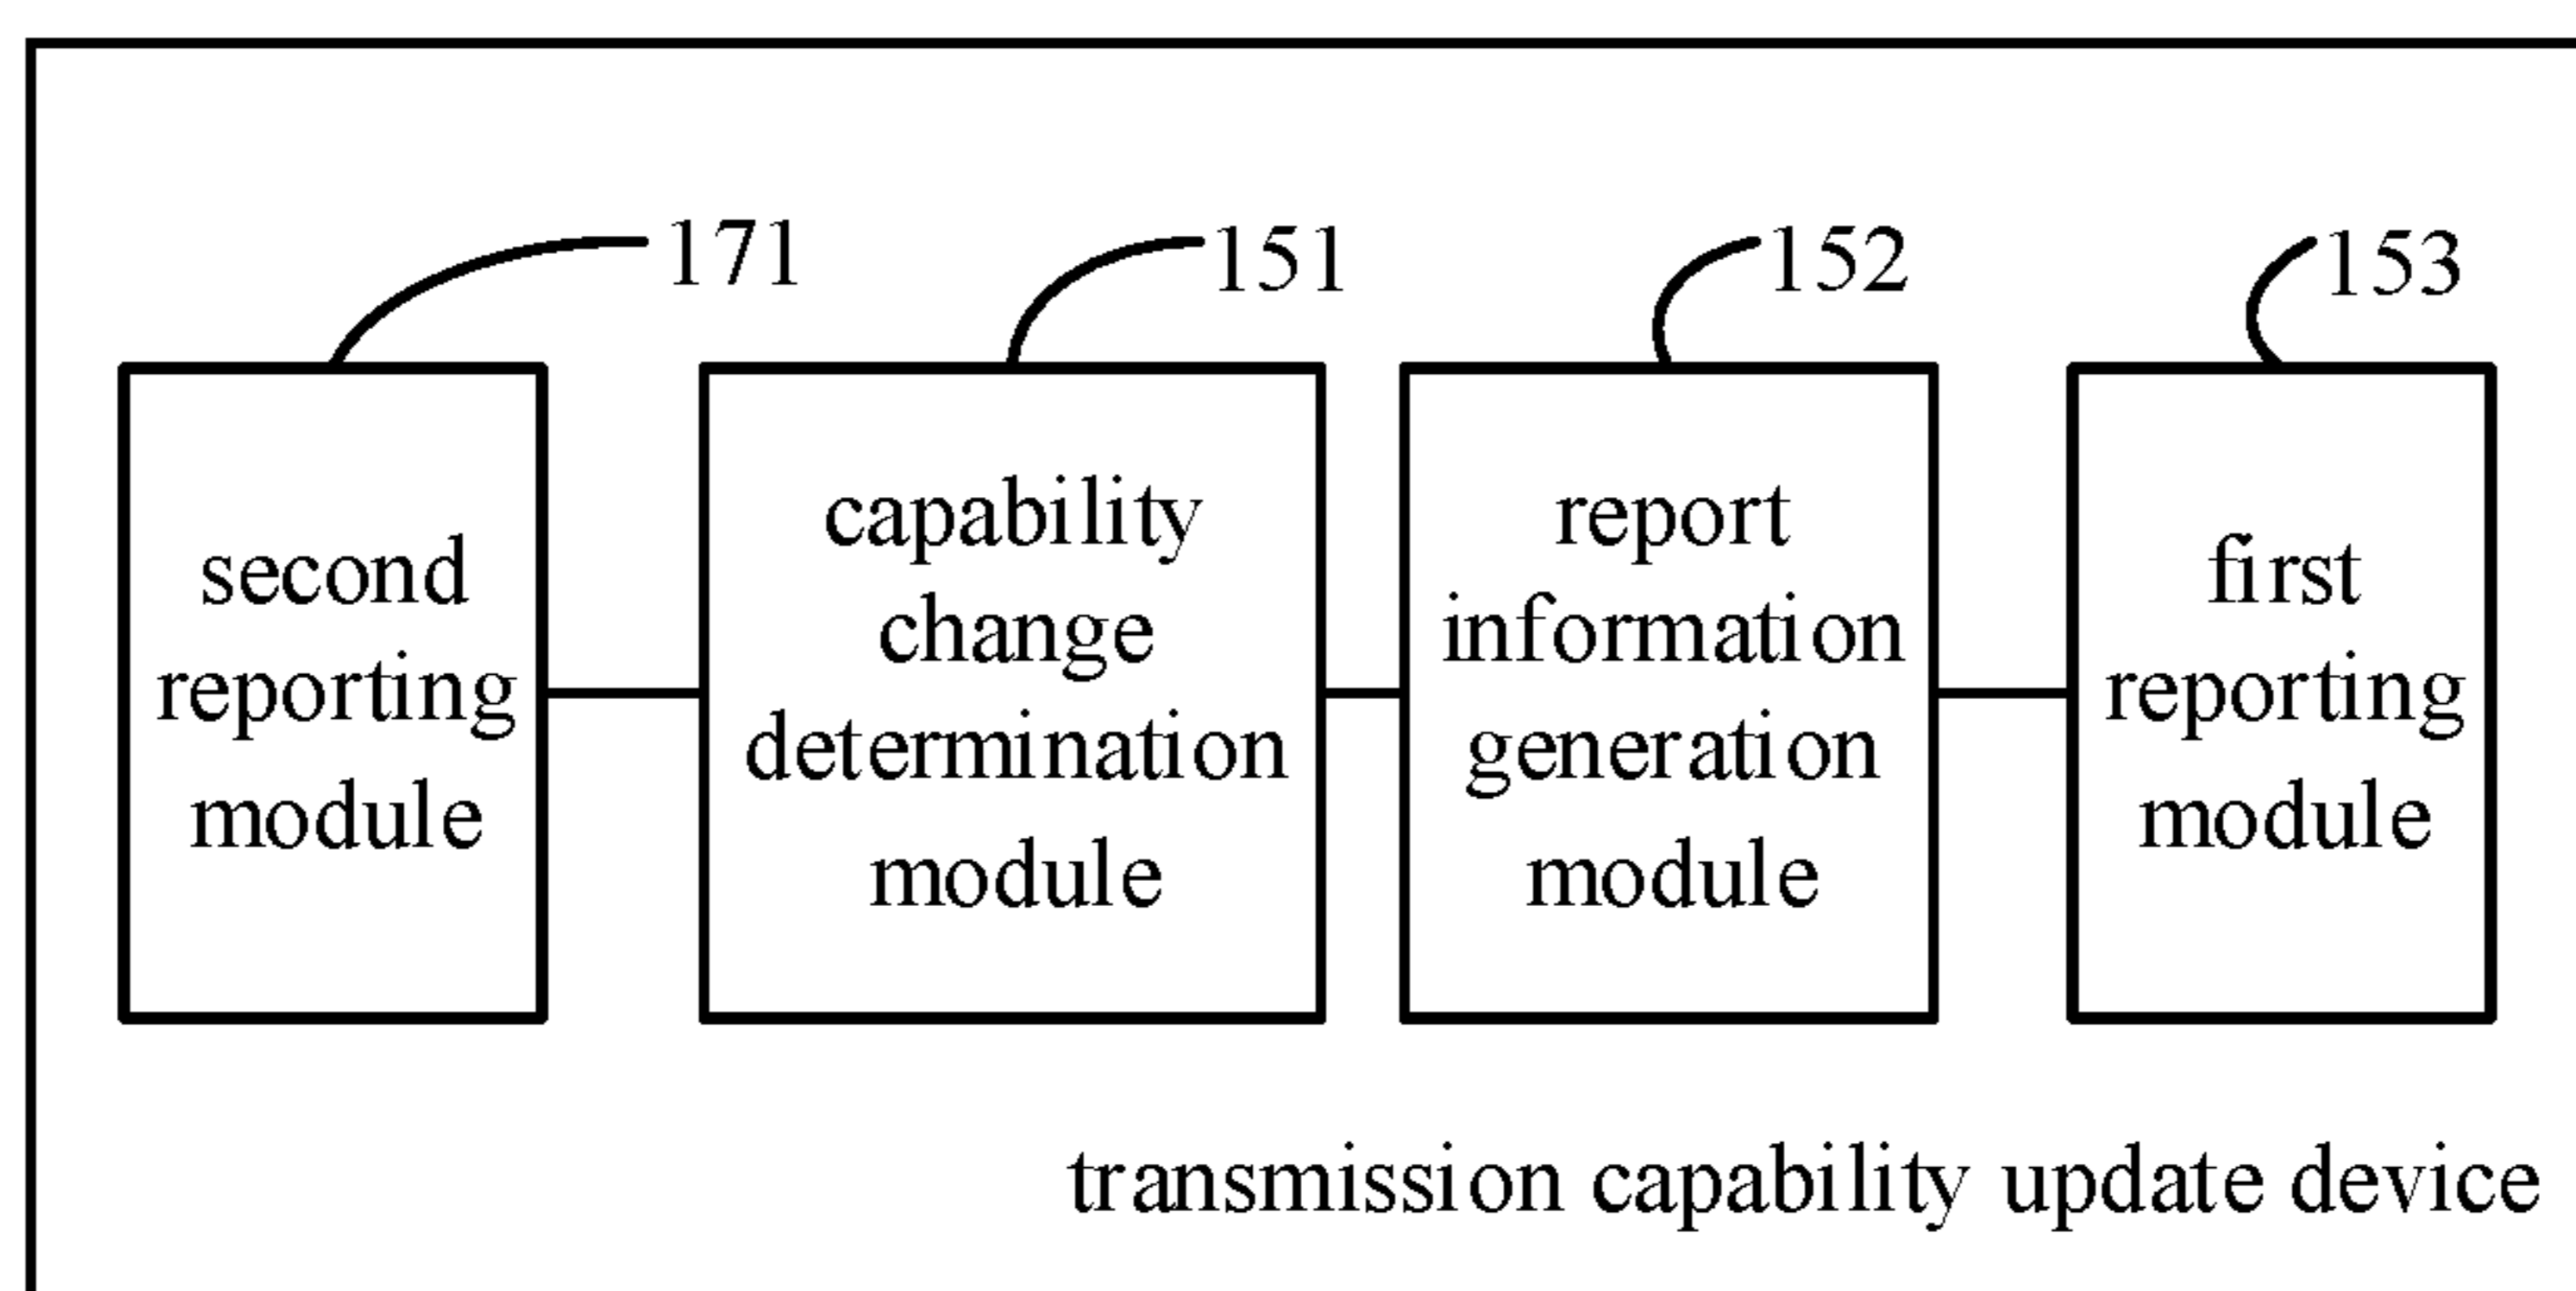 171
151
152
153
second
reporting
module
capability
change
determination
module
report
information
generation
module
first
reporting
module
transmission capability update device